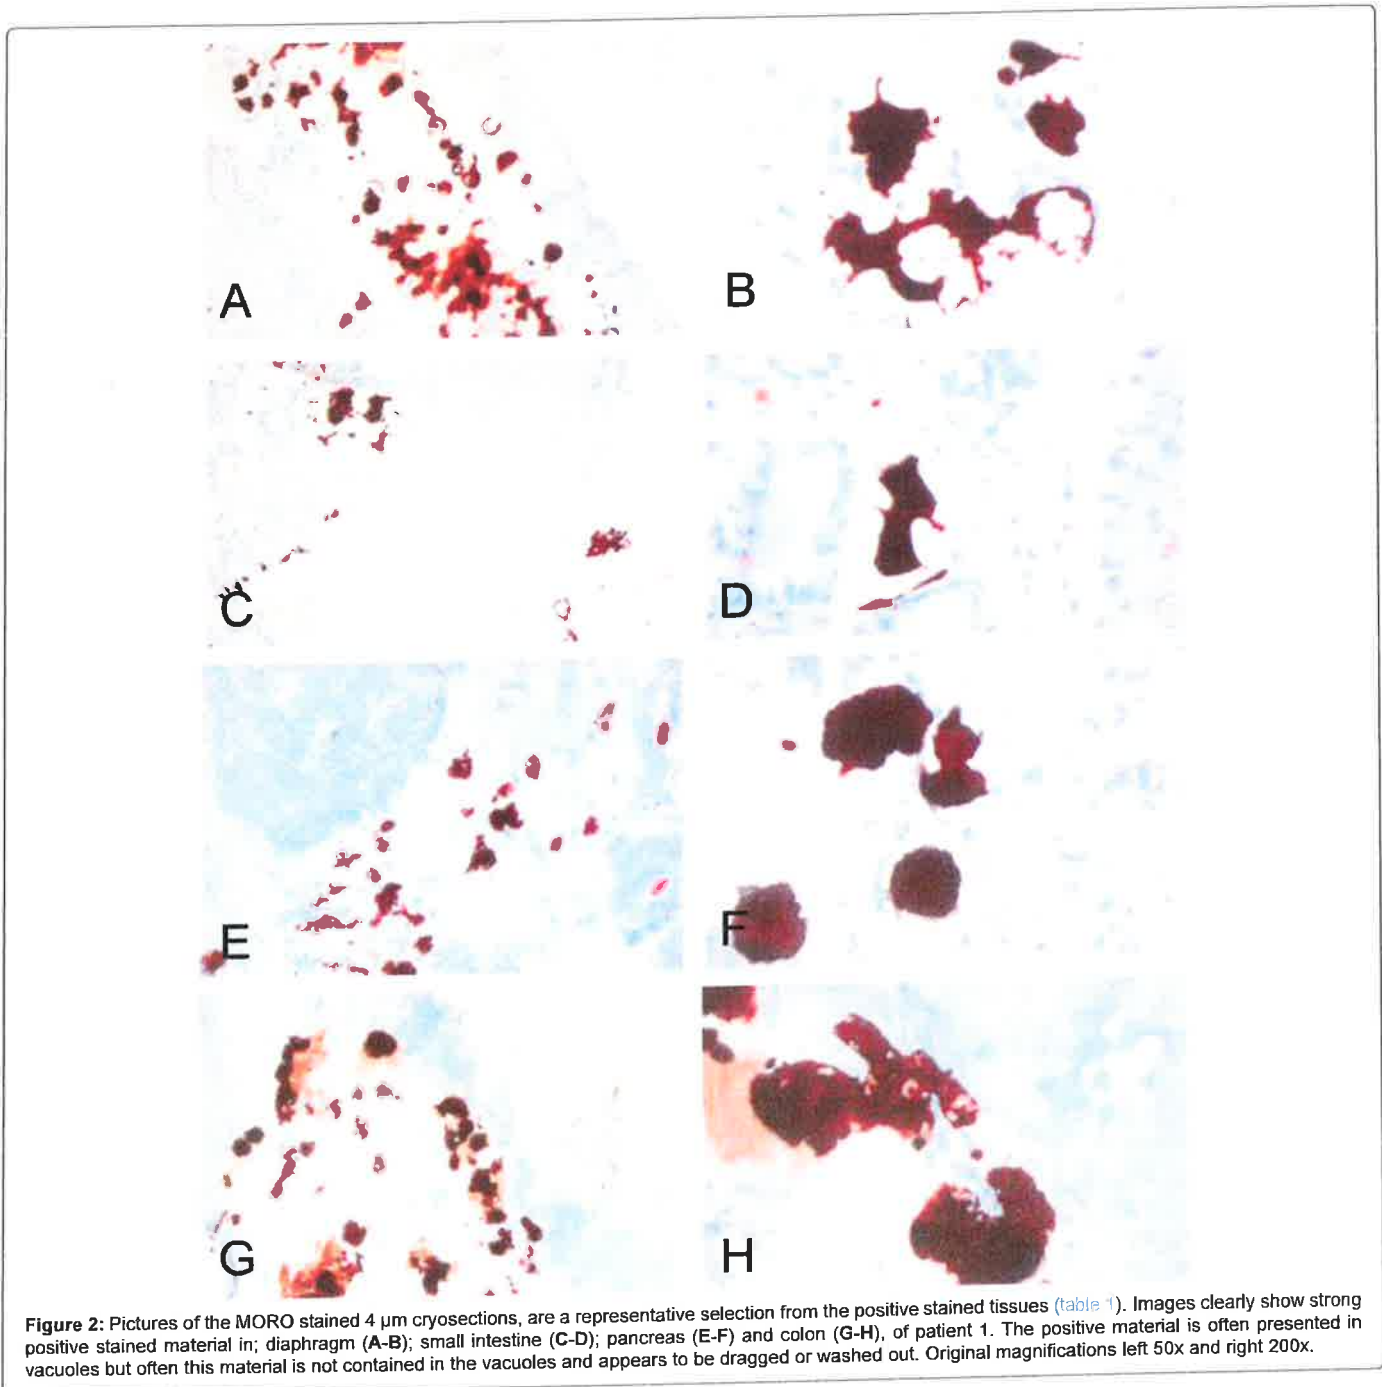 A
B
C
D
E
F
G
H
Figure 2: Pictures of the MORO stained 4 µm cryosections, are a representative selection from the positive stained tissues (table 1). Images clearly show strong
positive stained material in; diaphragm (A-B); small intestine (C-D); pancreas (E-F) and colon (G-H), of patient 1. The positive material is often presented in
vacuoles but often this material is not contained in the vacuoles and appears to be dragged or washed out. Original magnifications left 50x and right 200x.